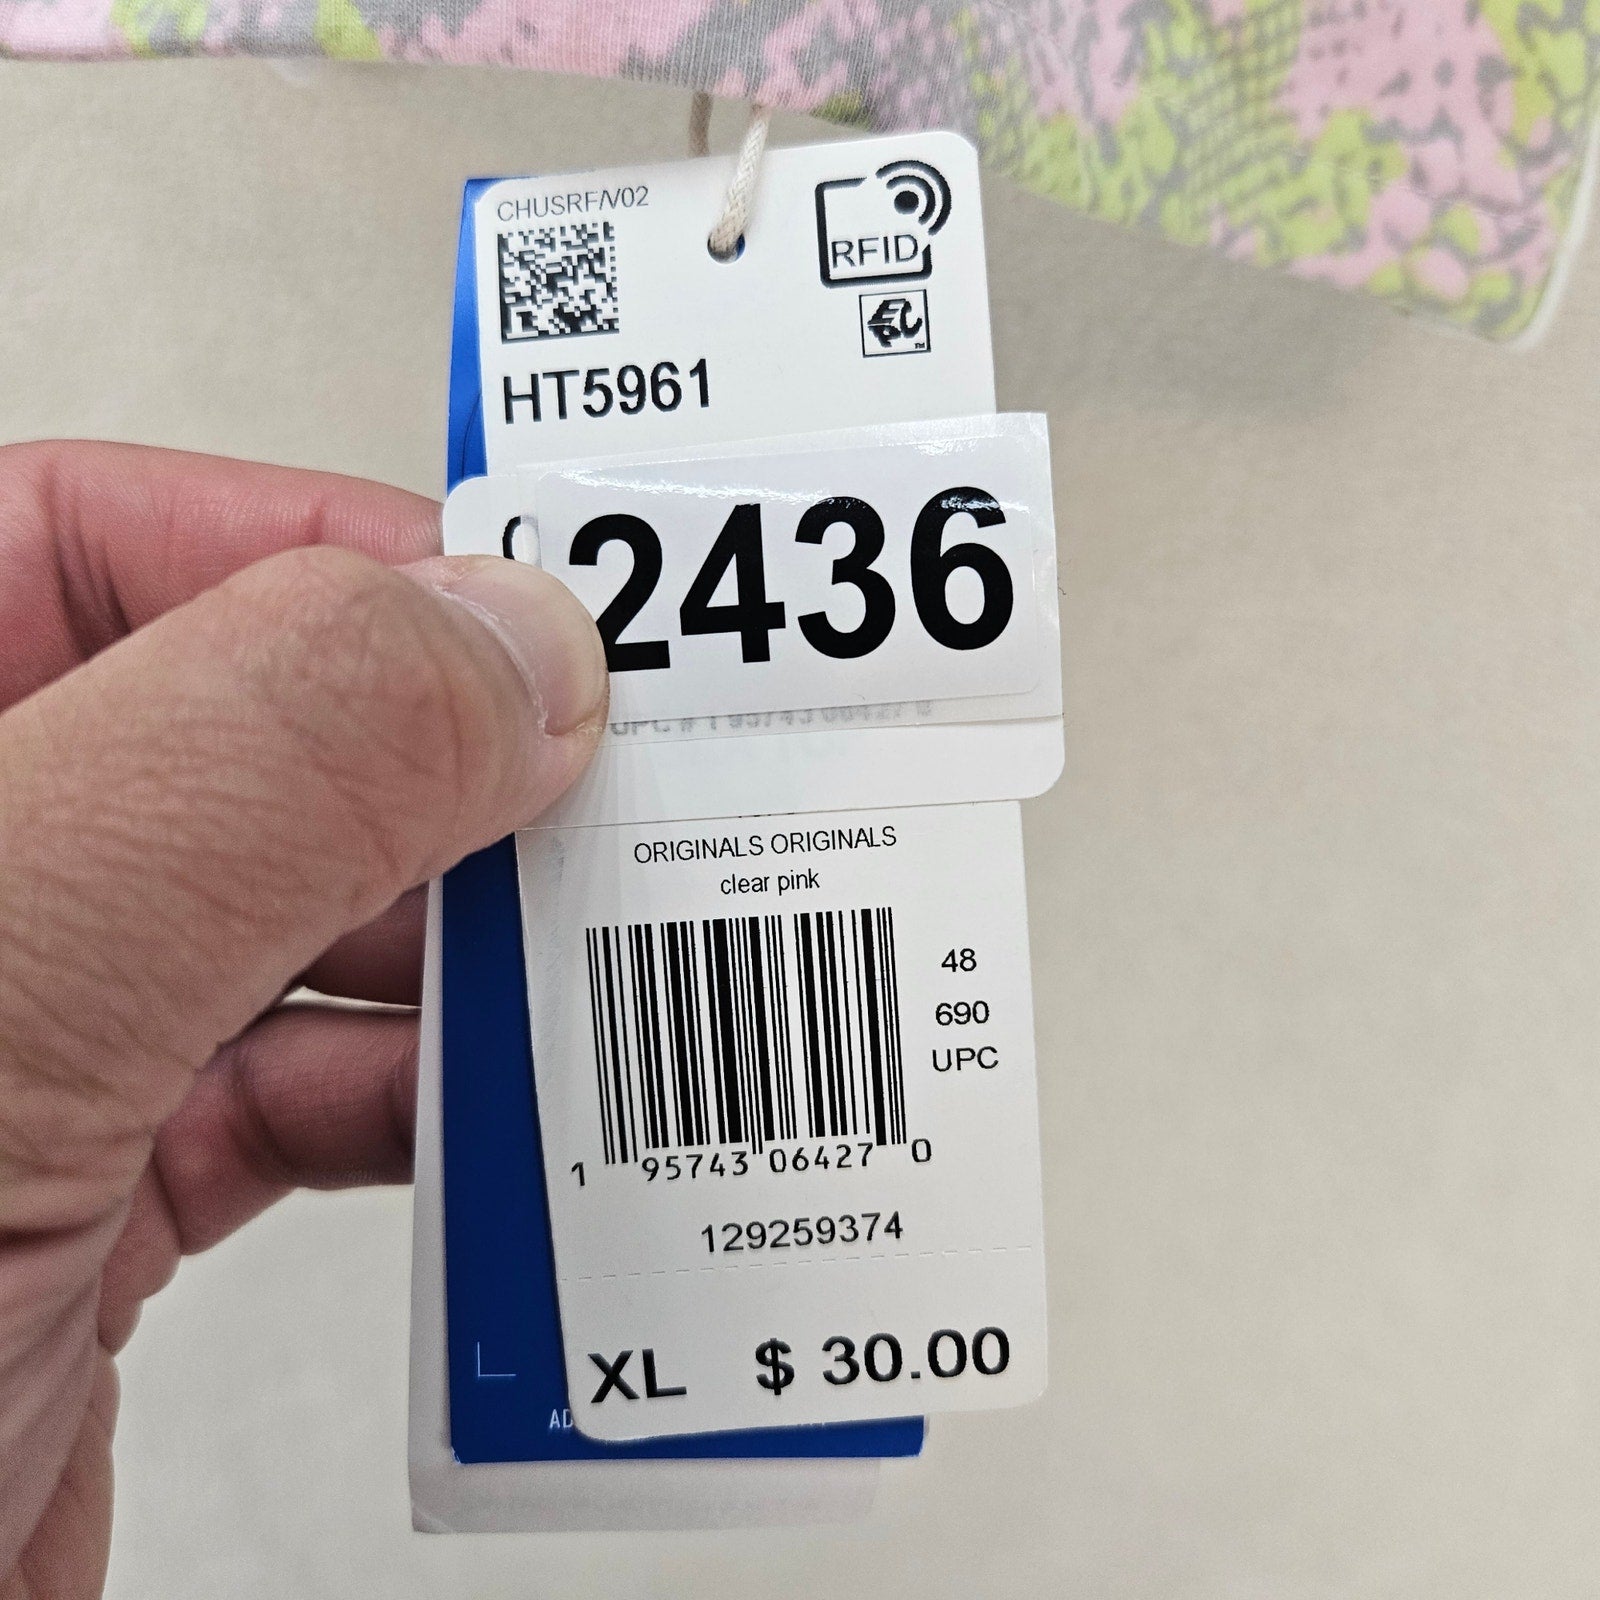 CHUSRF/V02
RFID
EPC
HT5961
2436
ORIGINALS ORIGINALS
clear pink
48
690
UPC
1 95743 06427 0
129259374
XL $ 30.00